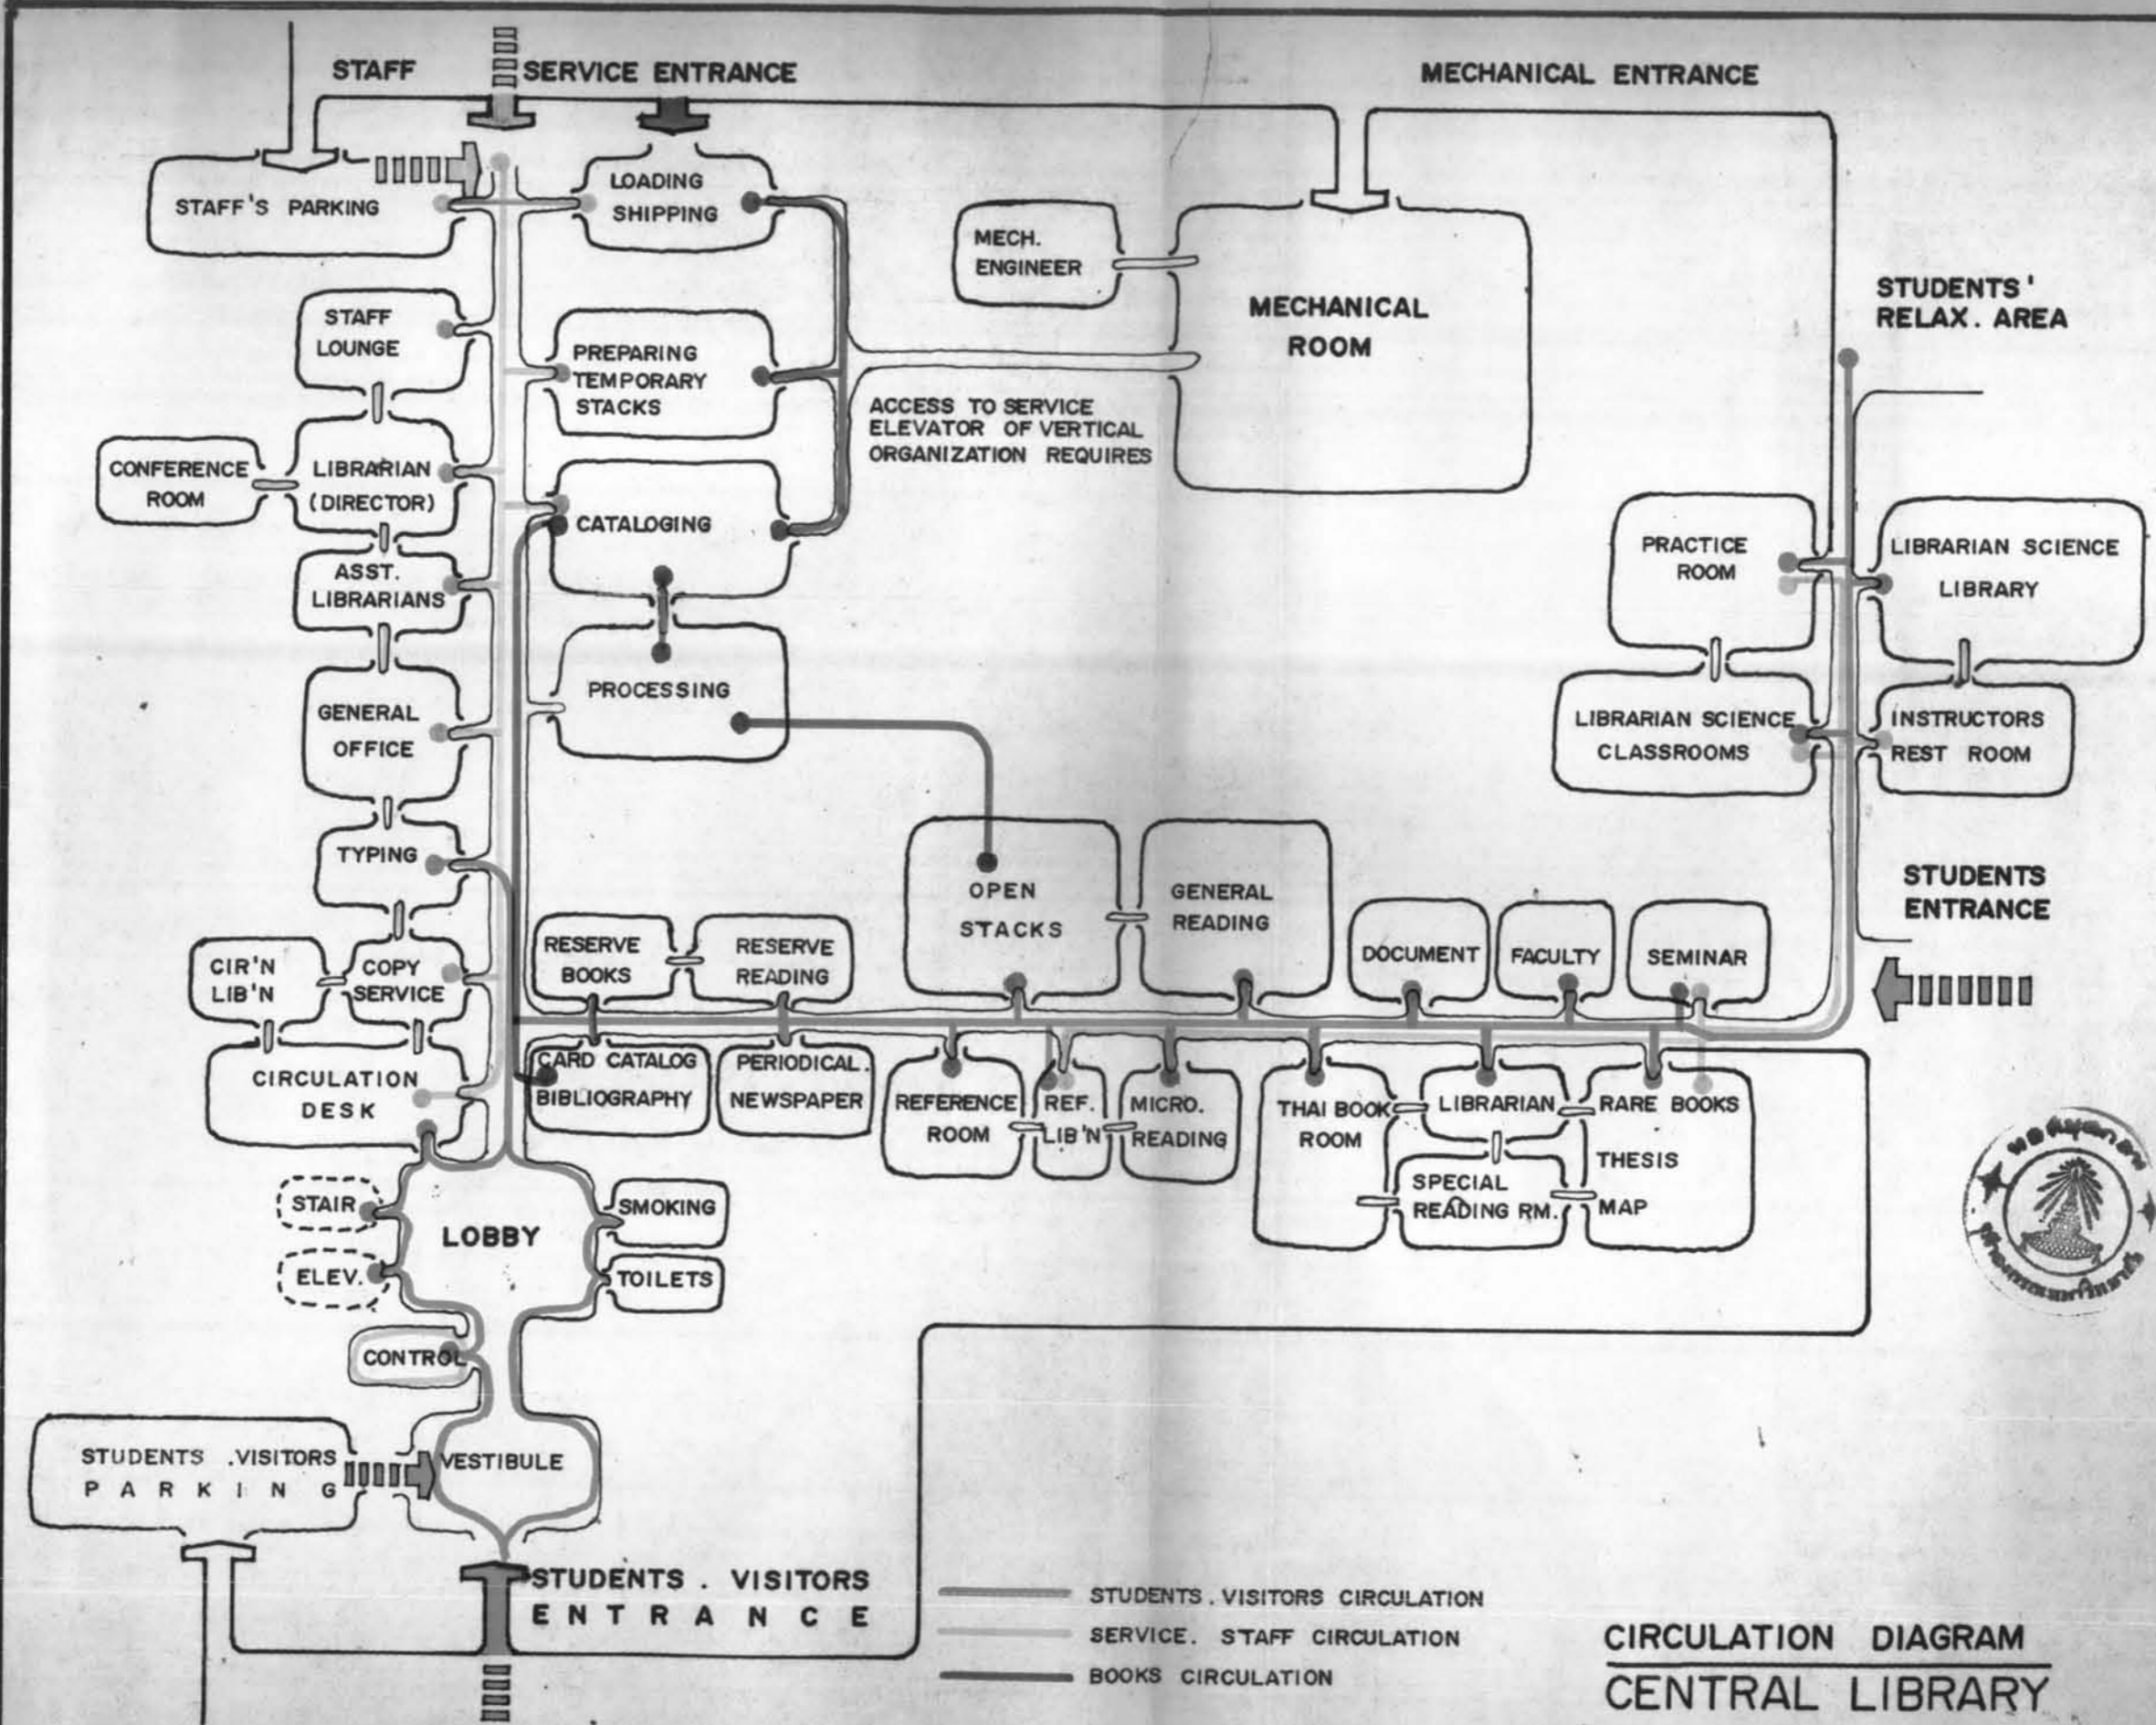 STAFF
SERVICE ENTRANCE
MECHANICAL ENTRANCE
STAFF'S PARKING
LOADING
SHIPPING
MECH.
ENGINEER
MECHANICAL
ROOM
STUDENTS'
RELAX. AREA
STAFF
LOUNGE
PREPARING
TEMPORARY
STACKS
ACCESS TO SERVICE
ELEVATOR OF VERTICAL
ORGANIZATION REQUIRES
CONFERENCE
ROOM
LIBRARIAN
(DIRECTOR)
CATALOGING
PRACTICE
ROOM
LIBRARIAN SCIENCE
LIBRARY
ASST.
LIBRARIANS
PROCESSING
GENERAL
OFFICE
LIBRARIAN SCIENCE
CLASSROOMS
INSTRUCTORS
REST ROOM
TYPING
OPEN
STACKS
GENERAL
READING
STUDENTS
ENTRANCE
CIR'N
LIB'N
COPY
SERVICE
RESERVE
BOOKS
RESERVE
READING
DOCUMENT
FACULTY
SEMINAR
CIRCULATION
DESK
CARD CATALOG
BIBLIOGRAPHY
PERIODICAL.
NEWSPAPER
REFERENCE
ROOM
REF.
LIB'N
MICRO.
READING
THAI BOOK
ROOM
LIBRARIAN
RARE BOOKS
THESIS
MAP
SPECIAL
READING RM.
STAIR
LOBBY
SMOKING
ELEV.
TOILETS
CONTROL
STUDENTS .VISITORS
PARKING
VESTIBULE
STUDENTS . VISITORS
ENTRANCE
STUDENTS . VISITORS CIRCULATION
SERVICE. STAFF CIRCULATION
BOOKS CIRCULATION
CIRCULATION DIAGRAM
CENTRAL LIBRARY